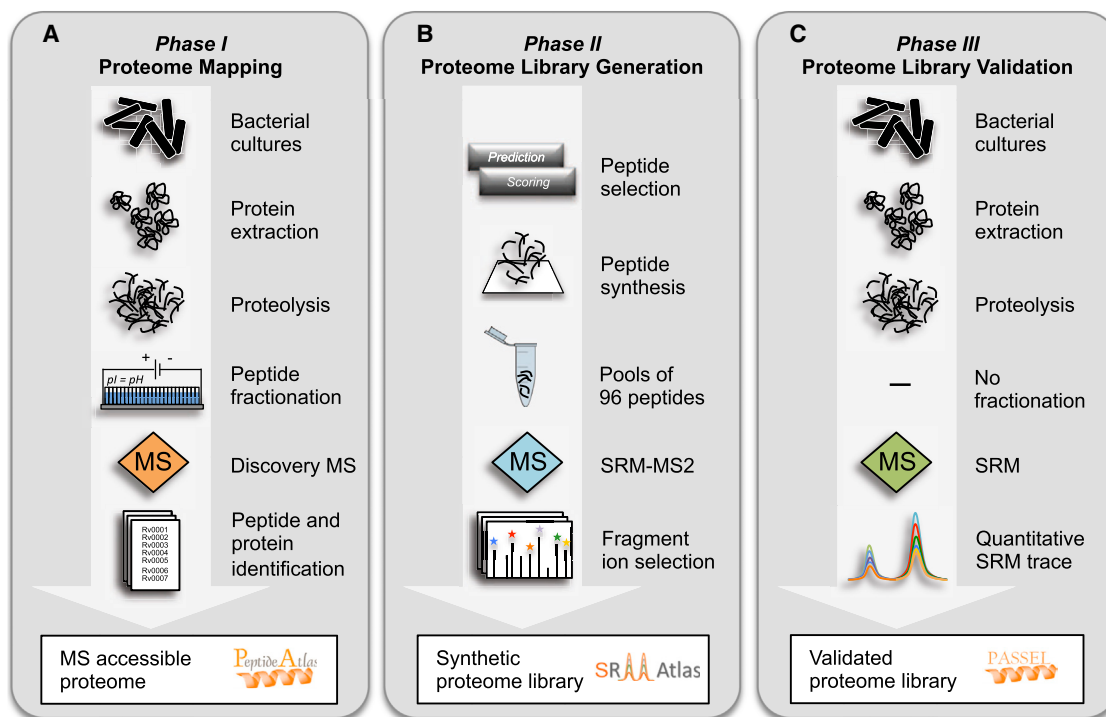 A
Phase I
Proteome Mapping
Bacterial
cultures
Protein
extraction
Proteolysis
+ -
pI = pH
Peptide
fractionation
MS
Discovery MS
Rv0001
Rv0002
Rv0003
Rv0004
Rv0005
Rv0006
Rv0007
Peptide and
protein
identification
MS accessible
proteome
PeptideAtlas
B
Phase II
Proteome Library Generation
Prediction
Scoring
Peptide
selection
Peptide
synthesis
Pools of
96 peptides
MS
SRM-MS2
Fragment
ion selection
Synthetic
proteome library
SRM Atlas
C
Phase III
Proteome Library Validation
Bacterial
cultures
Protein
extraction
Proteolysis
–
No
fractionation
MS
SRM
Quantitative
SRM trace
Validated
proteome library
PASSEL